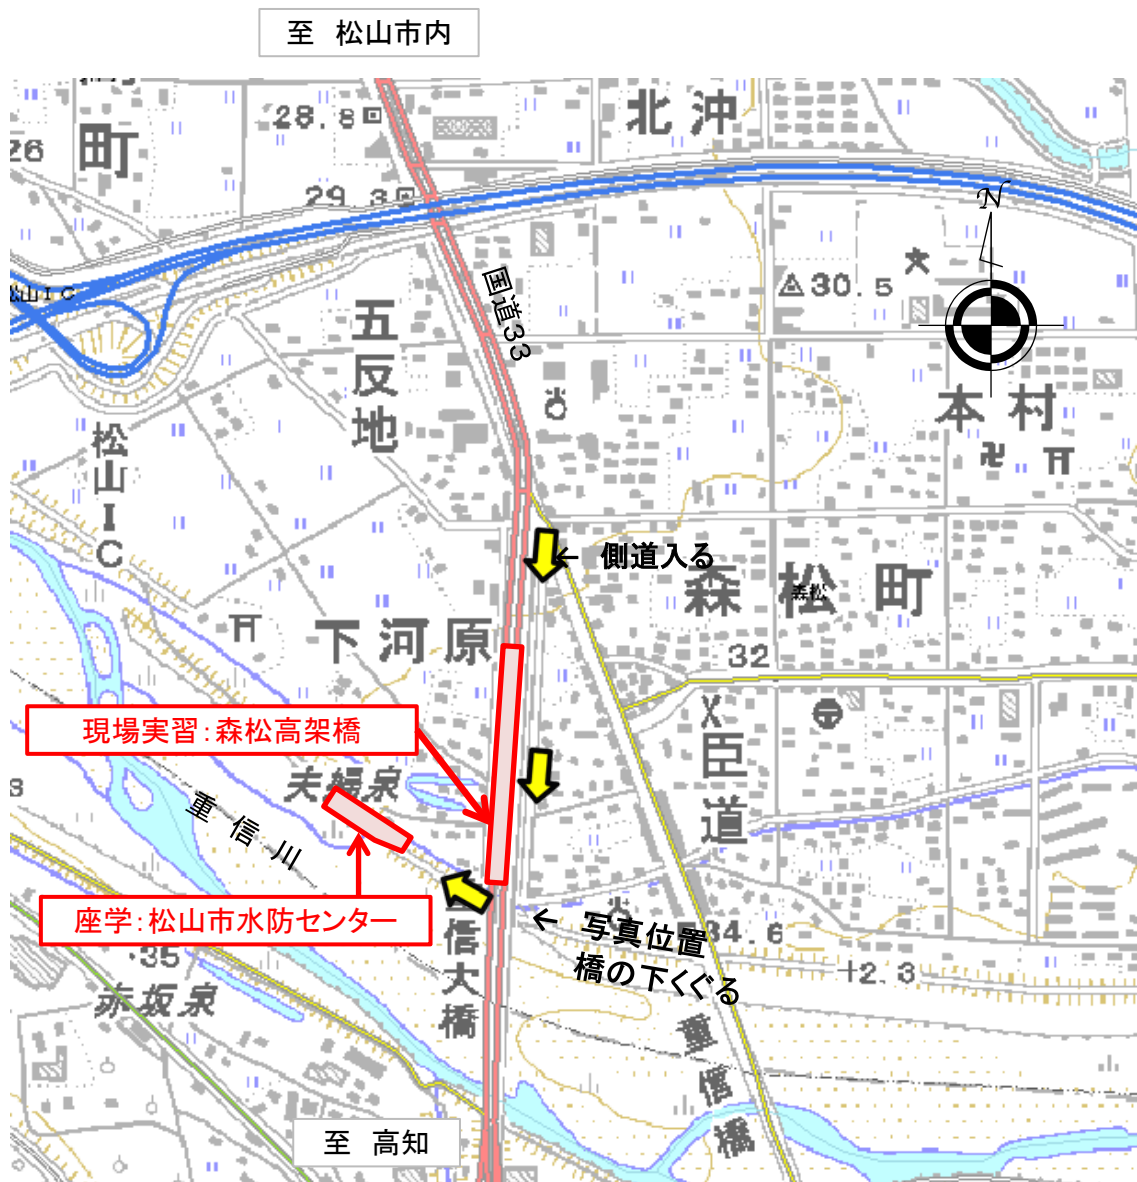 至 松山市内
北沖
28.8
町
26
29.3
N
文
30.5
国道33
五反地
本村
松山IC
← 側道入る
森松町
森松
下河原
32
現場実習：森松高架橋
臣道
夫婦泉
重信川
座学：松山市水防センター
← 写真位置
橋の下くぐる
34.6
信大橋
35
2.3
赤坂泉
重信橋
至 高知